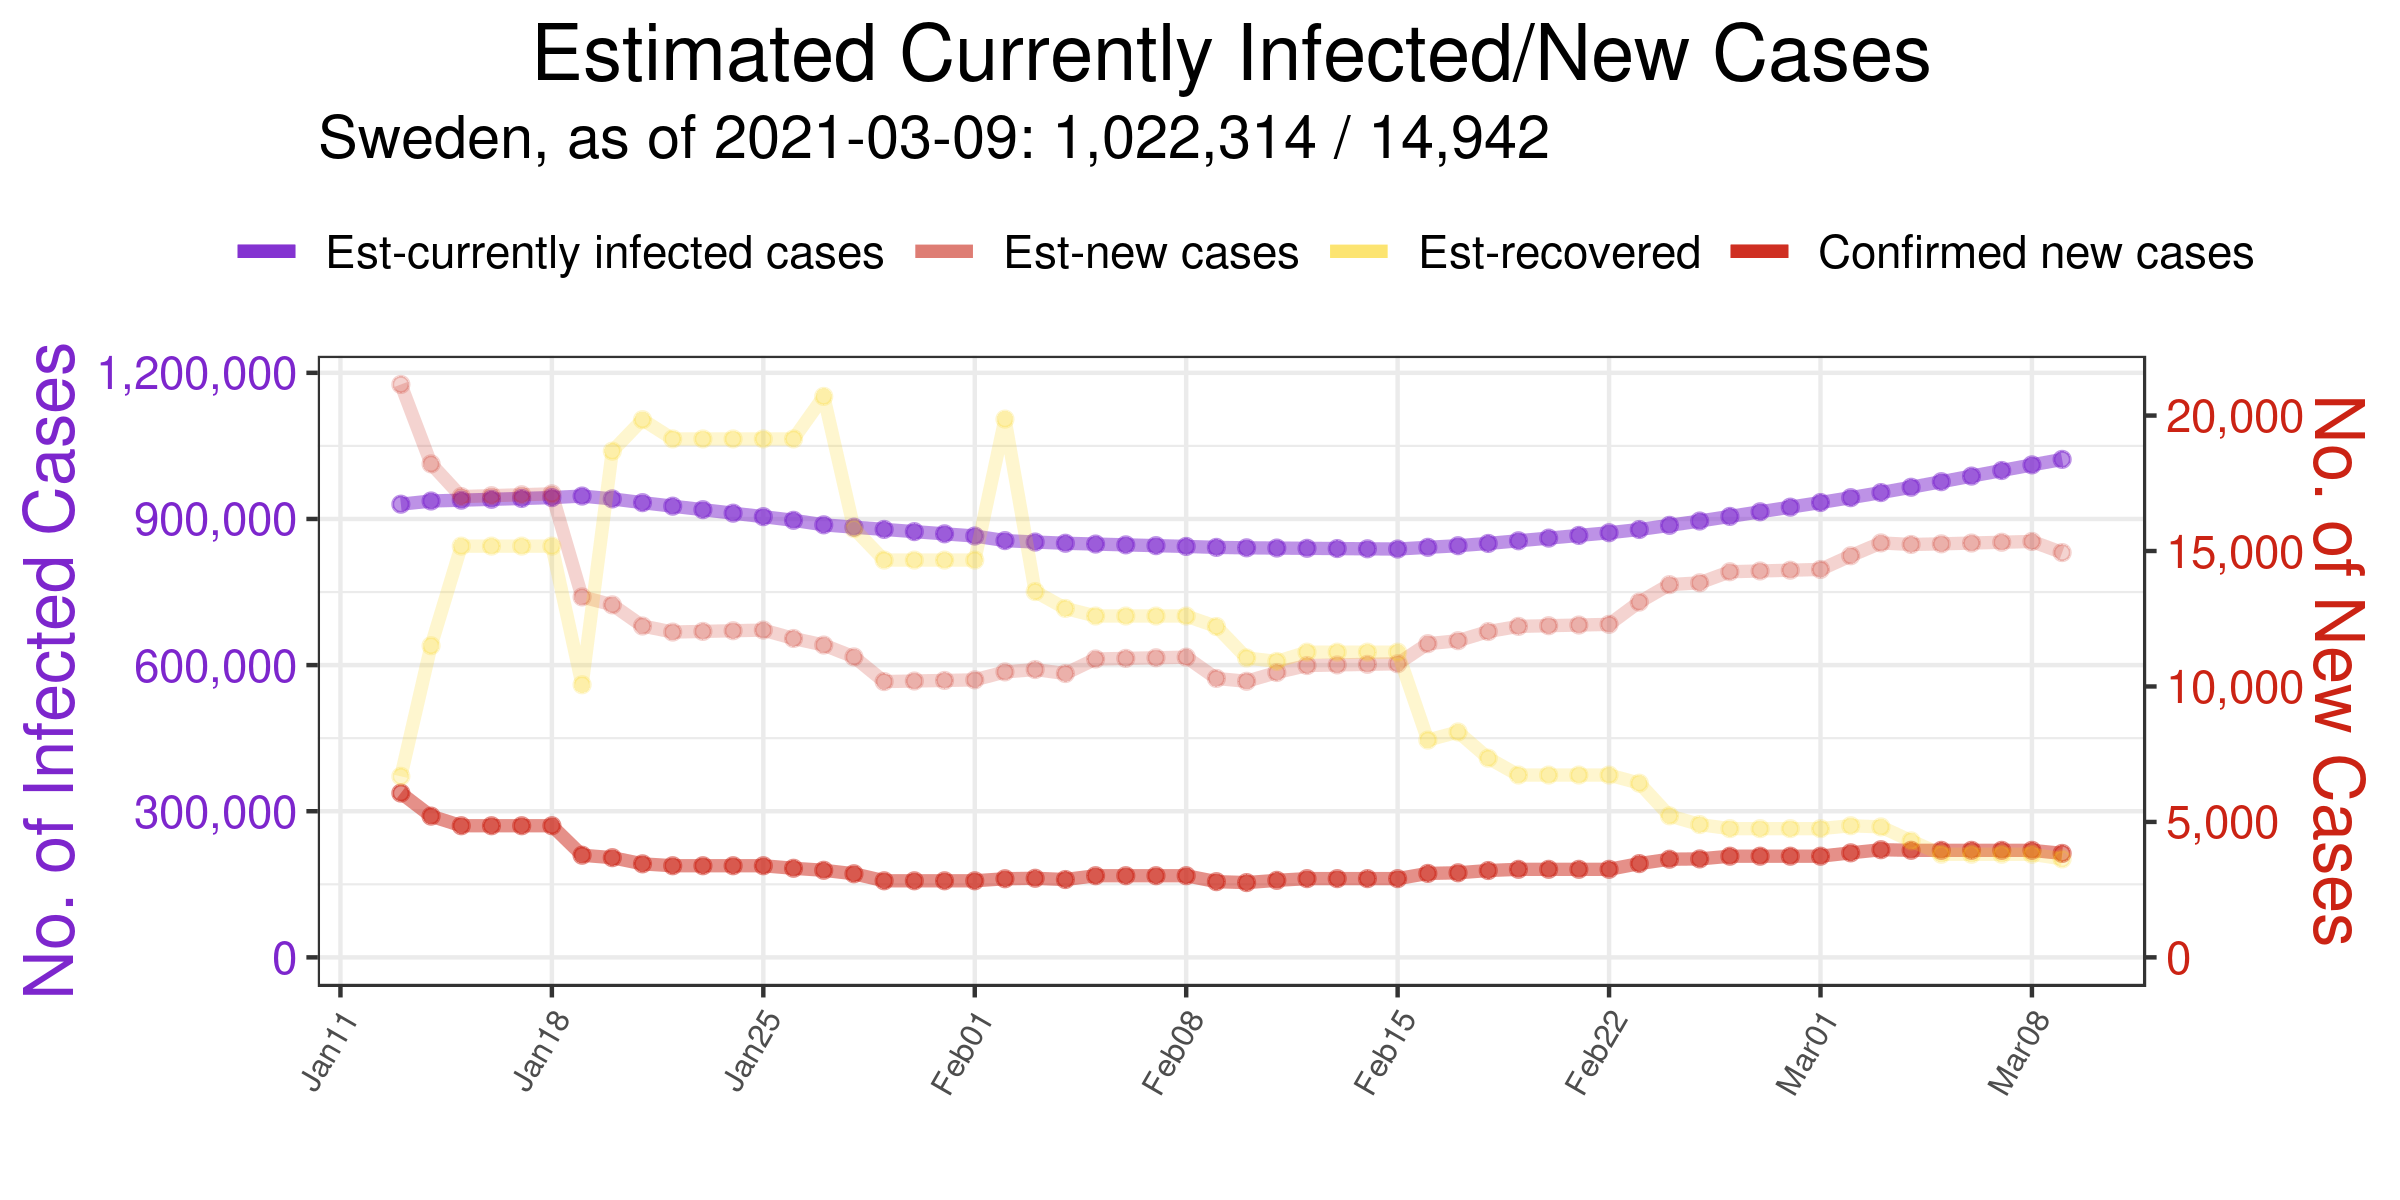 Estimated Currently Infected/New Cases
Sweden, as of 2021-03-09: 1,022,314 / 14,942
Est-currently infected cases Est-new cases Est-recovered Confirmed new cases
No. of Infected Cases
1,200,000
900,000
600,000
300,000
0
20,000
15,000
10,000
5,000
0
No. of New Cases
Jan11 Jan18 Jan25 Feb01 Feb08 Feb15 Feb22 Mar01 Mar08